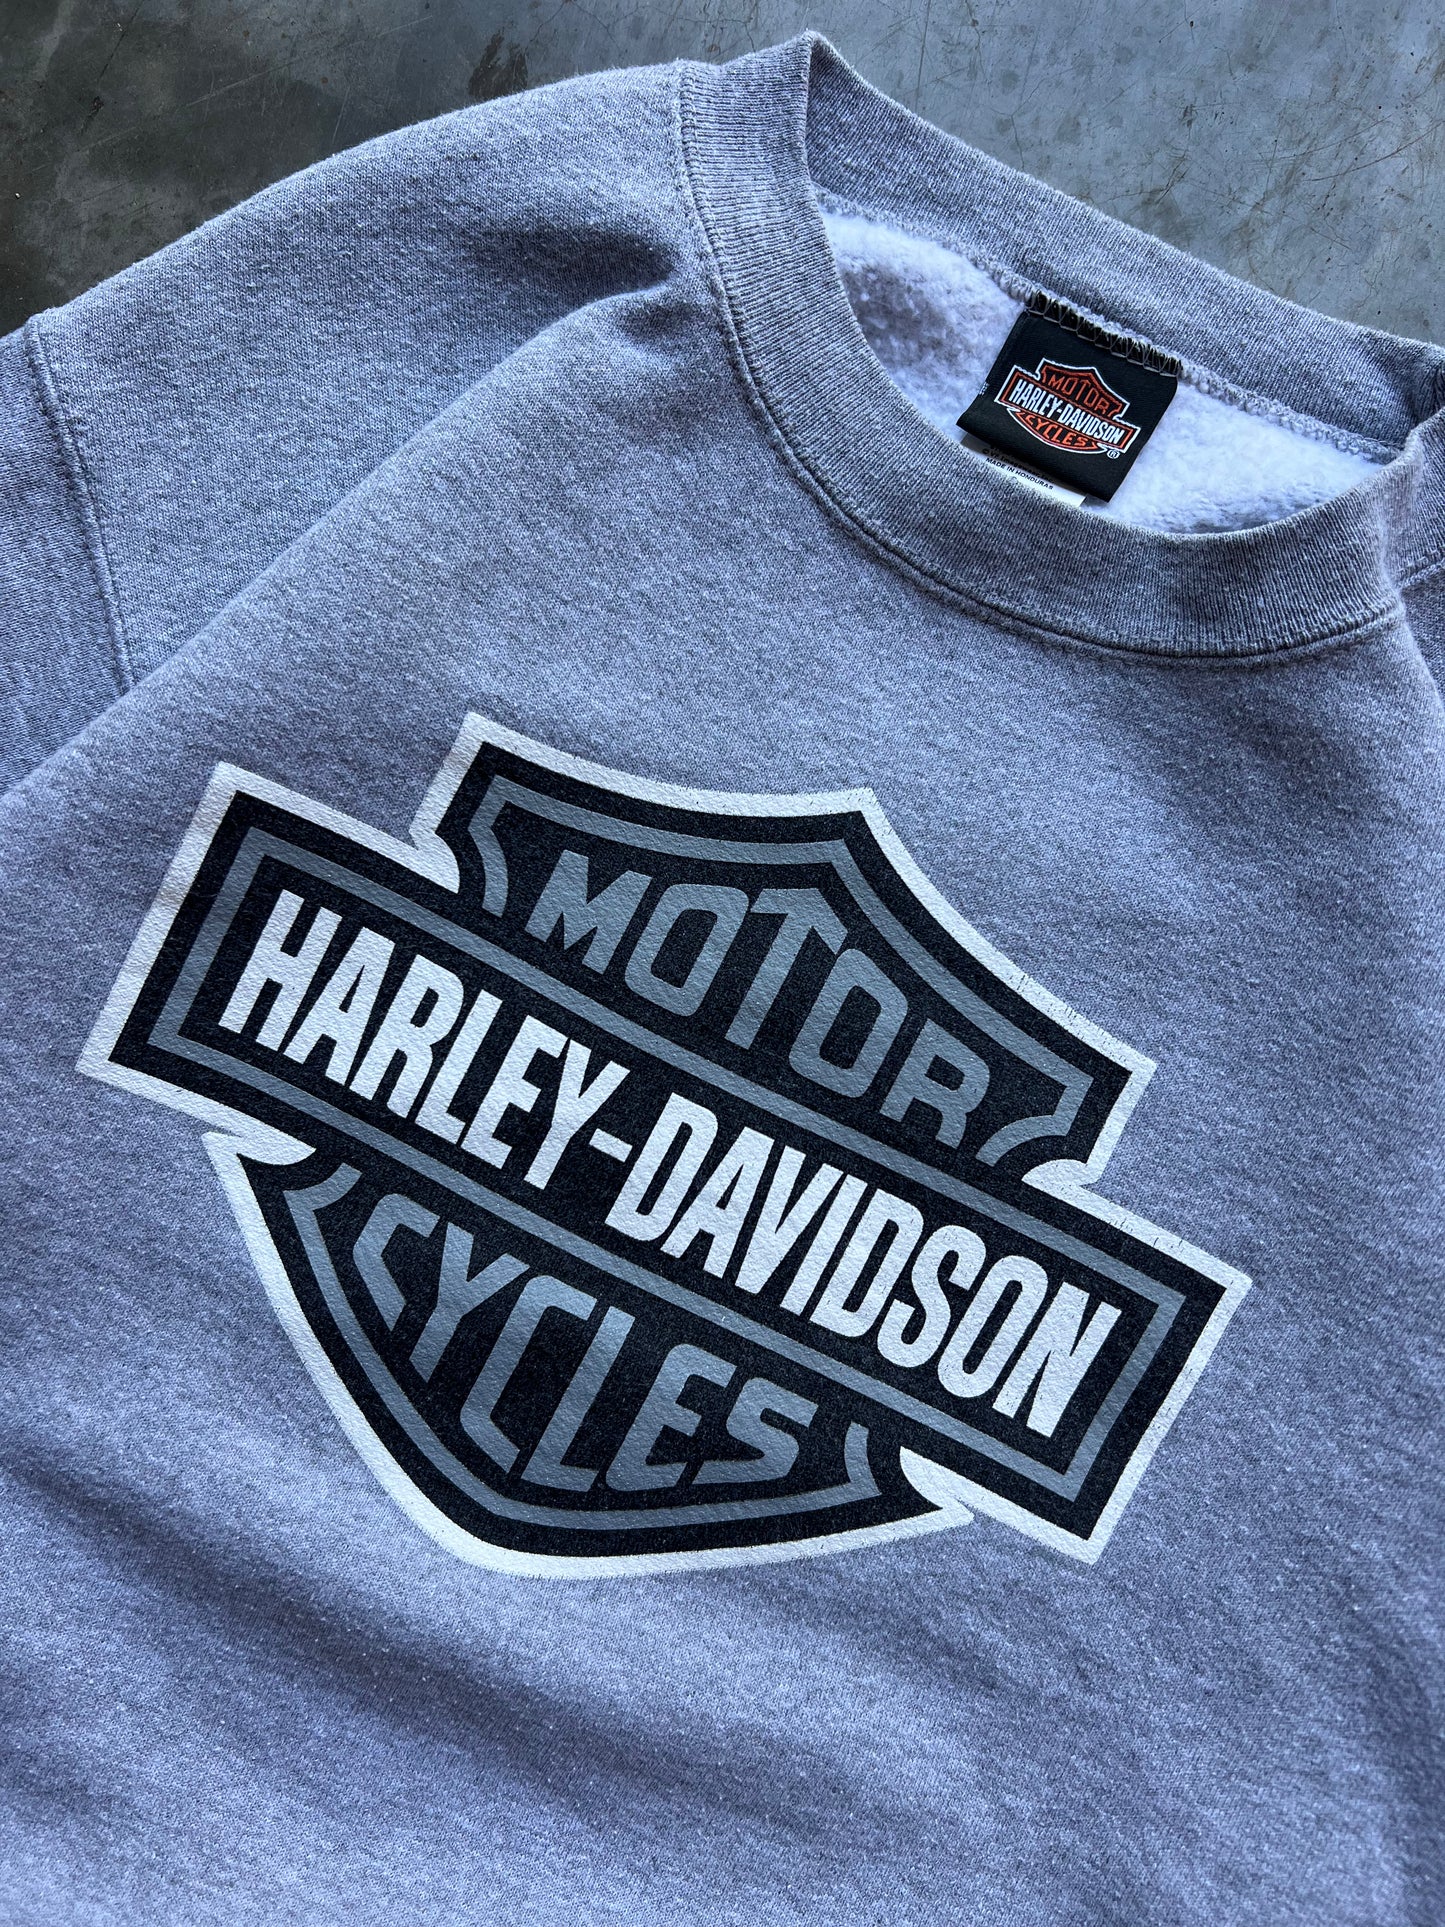 MOTOR
HARLEY-DAVIDSON
CYCLES
®
MADE IN HONDURAS
MOTOR
HARLEY-DAVIDSON
CYCLES